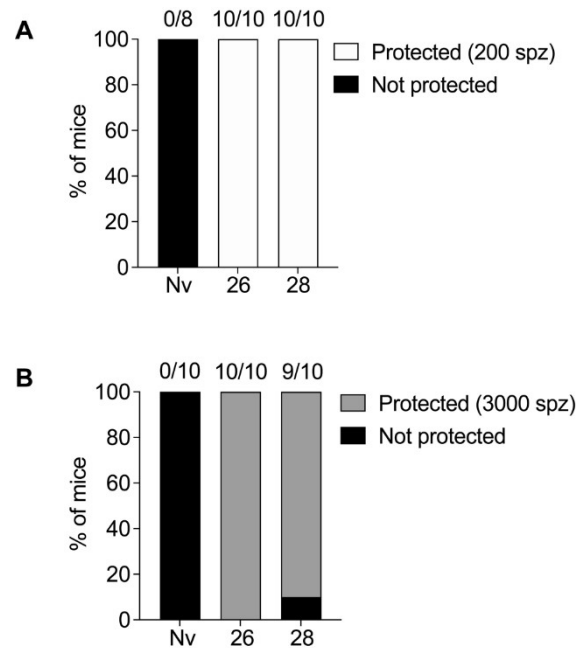 A
0/8 10/10 10/10
100
80
60
40
20
0
% of mice
Nv 26 28
Protected (200 spz)
Not protected
B
0/10 10/10 9/10
100
80
60
40
20
0
% of mice
Nv 26 28
Protected (3000 spz)
Not protected